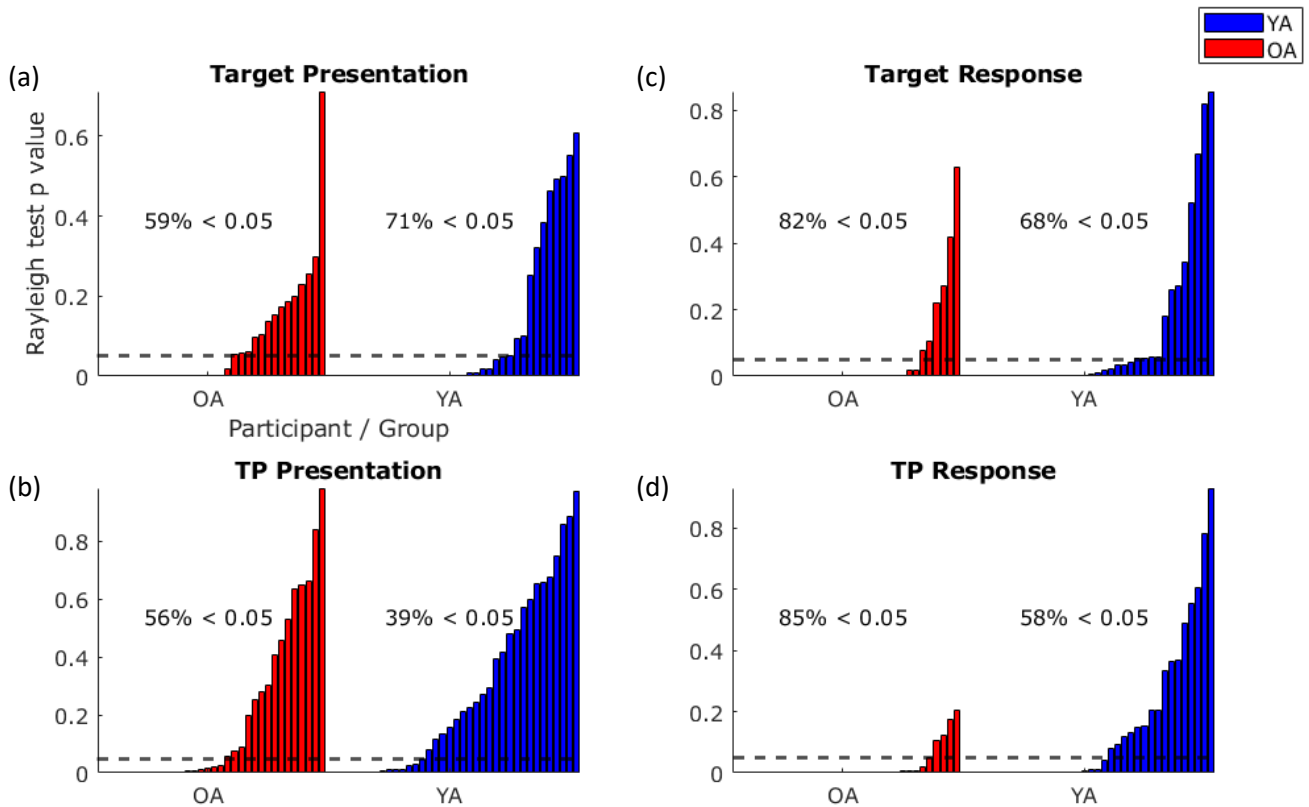 YA
OA
(a)
Target Presentation
Rayleigh test p value
0.6
0.4
0.2
0
59% < 0.05
71% < 0.05
OA
YA
Participant / Group
(c)
Target Response
0.8
0.6
0.4
0.2
0
82% < 0.05
68% < 0.05
OA
YA
(b)
TP Presentation
0.8
0.6
0.4
0.2
0
56% < 0.05
39% < 0.05
OA
YA
(d)
TP Response
0.8
0.6
0.4
0.2
0
85% < 0.05
58% < 0.05
OA
YA